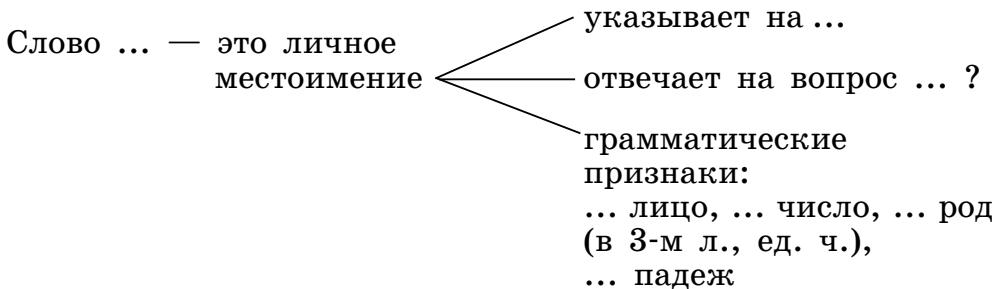 Слово ... — это личное
местоимение
указывает на ...
отвечает на вопрос ... ?
грамматические
признаки:
... лицо, ... число, ... род
(в 3-м л., ед. ч.),
... падеж